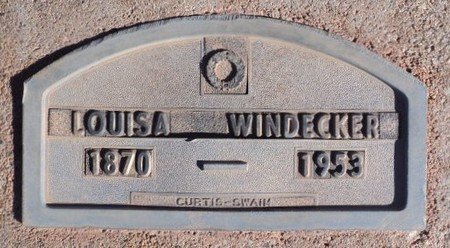 LOUISA WINDECKER
1870 — 1953
CURTIS-SWAIN